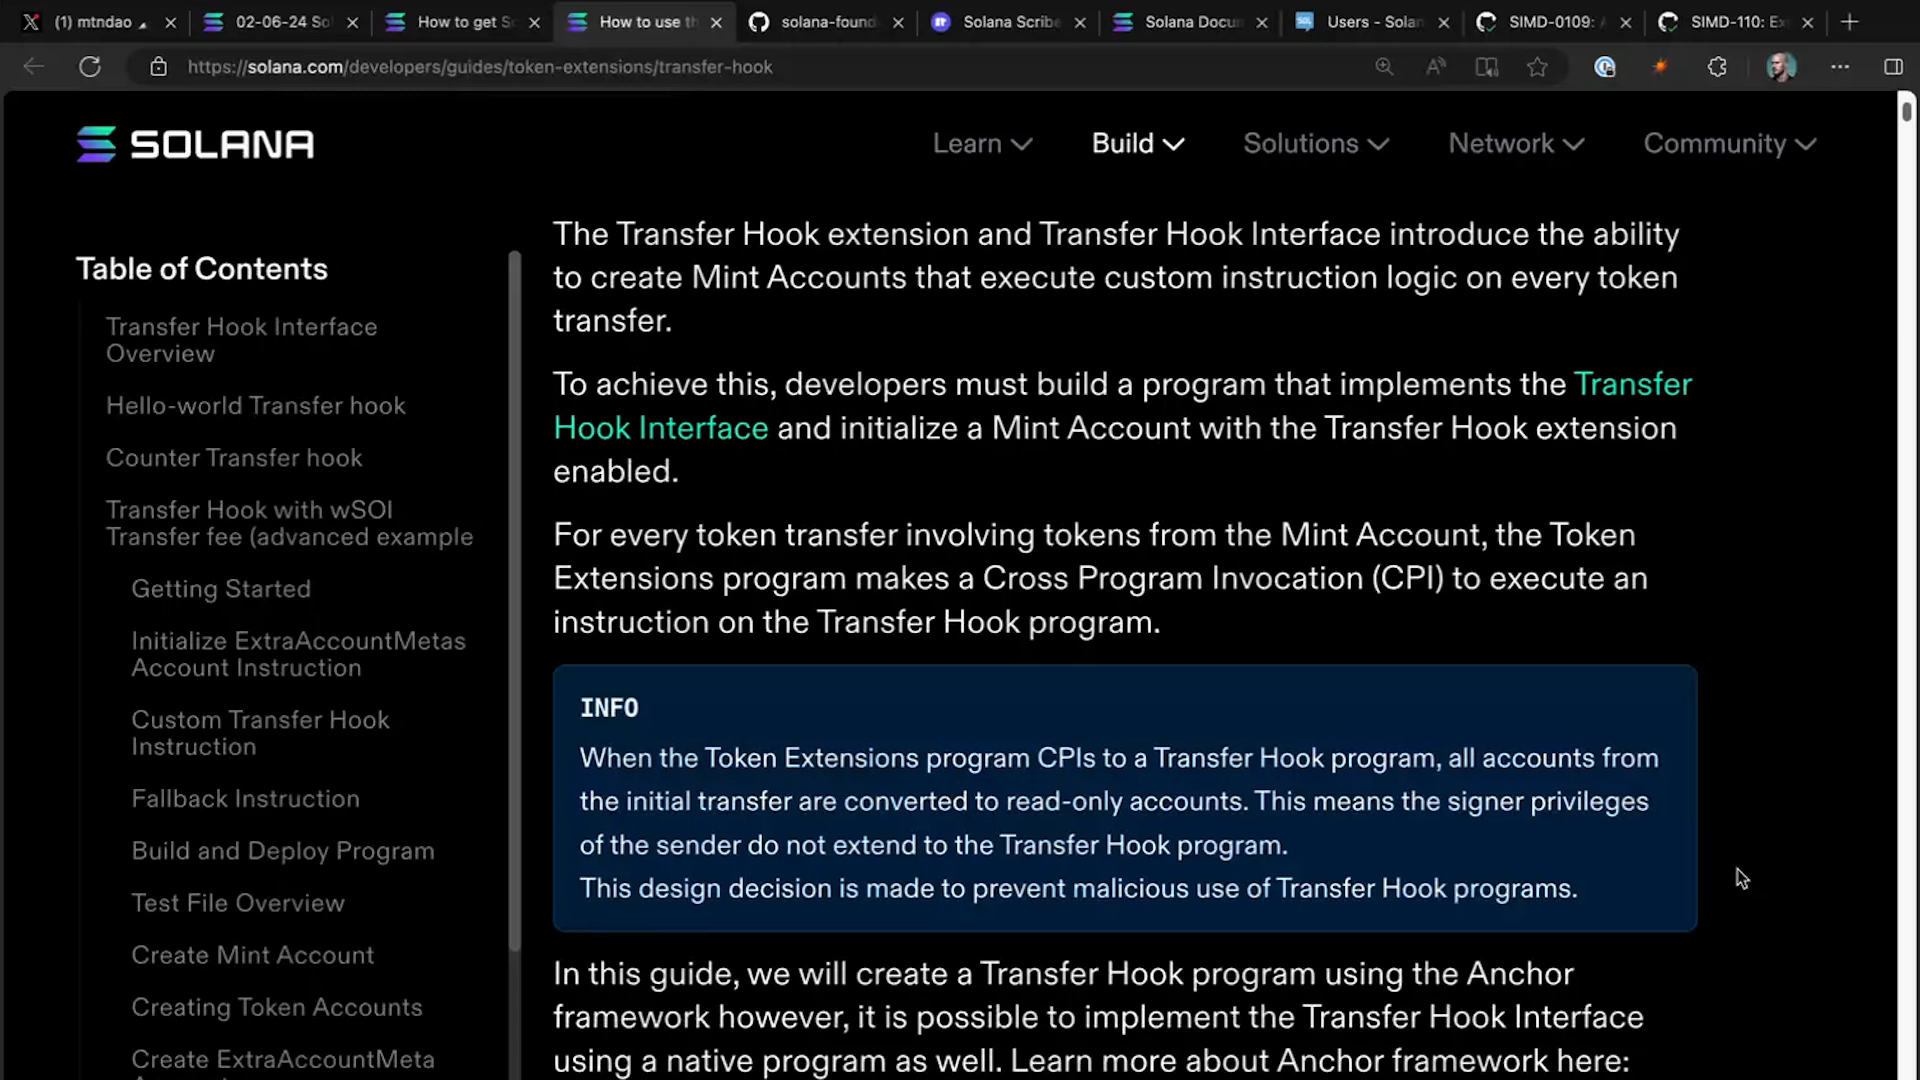 (1) mtndao
02-06-24 Sol
How to get S
How to use th
solana-found
Solana Scribe
Solana Docu
Users - Solan
SIMD-0109:
SIMD-110: Ex
https://solana.com/developers/guides/token-extensions/transfer-hook
SOLANA
Learn
Build
Solutions
Network
Community
Table of Contents
Transfer Hook Interface
Overview
Hello-world Transfer hook
Counter Transfer hook
Transfer Hook with wSOl
Transfer fee (advanced example
Getting Started
Initialize ExtraAccountMetas
Account Instruction
Custom Transfer Hook
Instruction
Fallback Instruction
Build and Deploy Program
Test File Overview
Create Mint Account
Creating Token Accounts
Create ExtraAccountMeta
The Transfer Hook extension and Transfer Hook Interface introduce the ability
to create Mint Accounts that execute custom instruction logic on every token
transfer.
To achieve this, developers must build a program that implements the Transfer
Hook Interface and initialize a Mint Account with the Transfer Hook extension
enabled.
For every token transfer involving tokens from the Mint Account, the Token
Extensions program makes a Cross Program Invocation (CPI) to execute an
instruction on the Transfer Hook program.
INFO
When the Token Extensions program CPIs to a Transfer Hook program, all accounts from
the initial transfer are converted to read-only accounts. This means the signer privileges
of the sender do not extend to the Transfer Hook program.
This design decision is made to prevent malicious use of Transfer Hook programs.
In this guide, we will create a Transfer Hook program using the Anchor
framework however, it is possible to implement the Transfer Hook Interface
using a native program as well. Learn more about Anchor framework here: